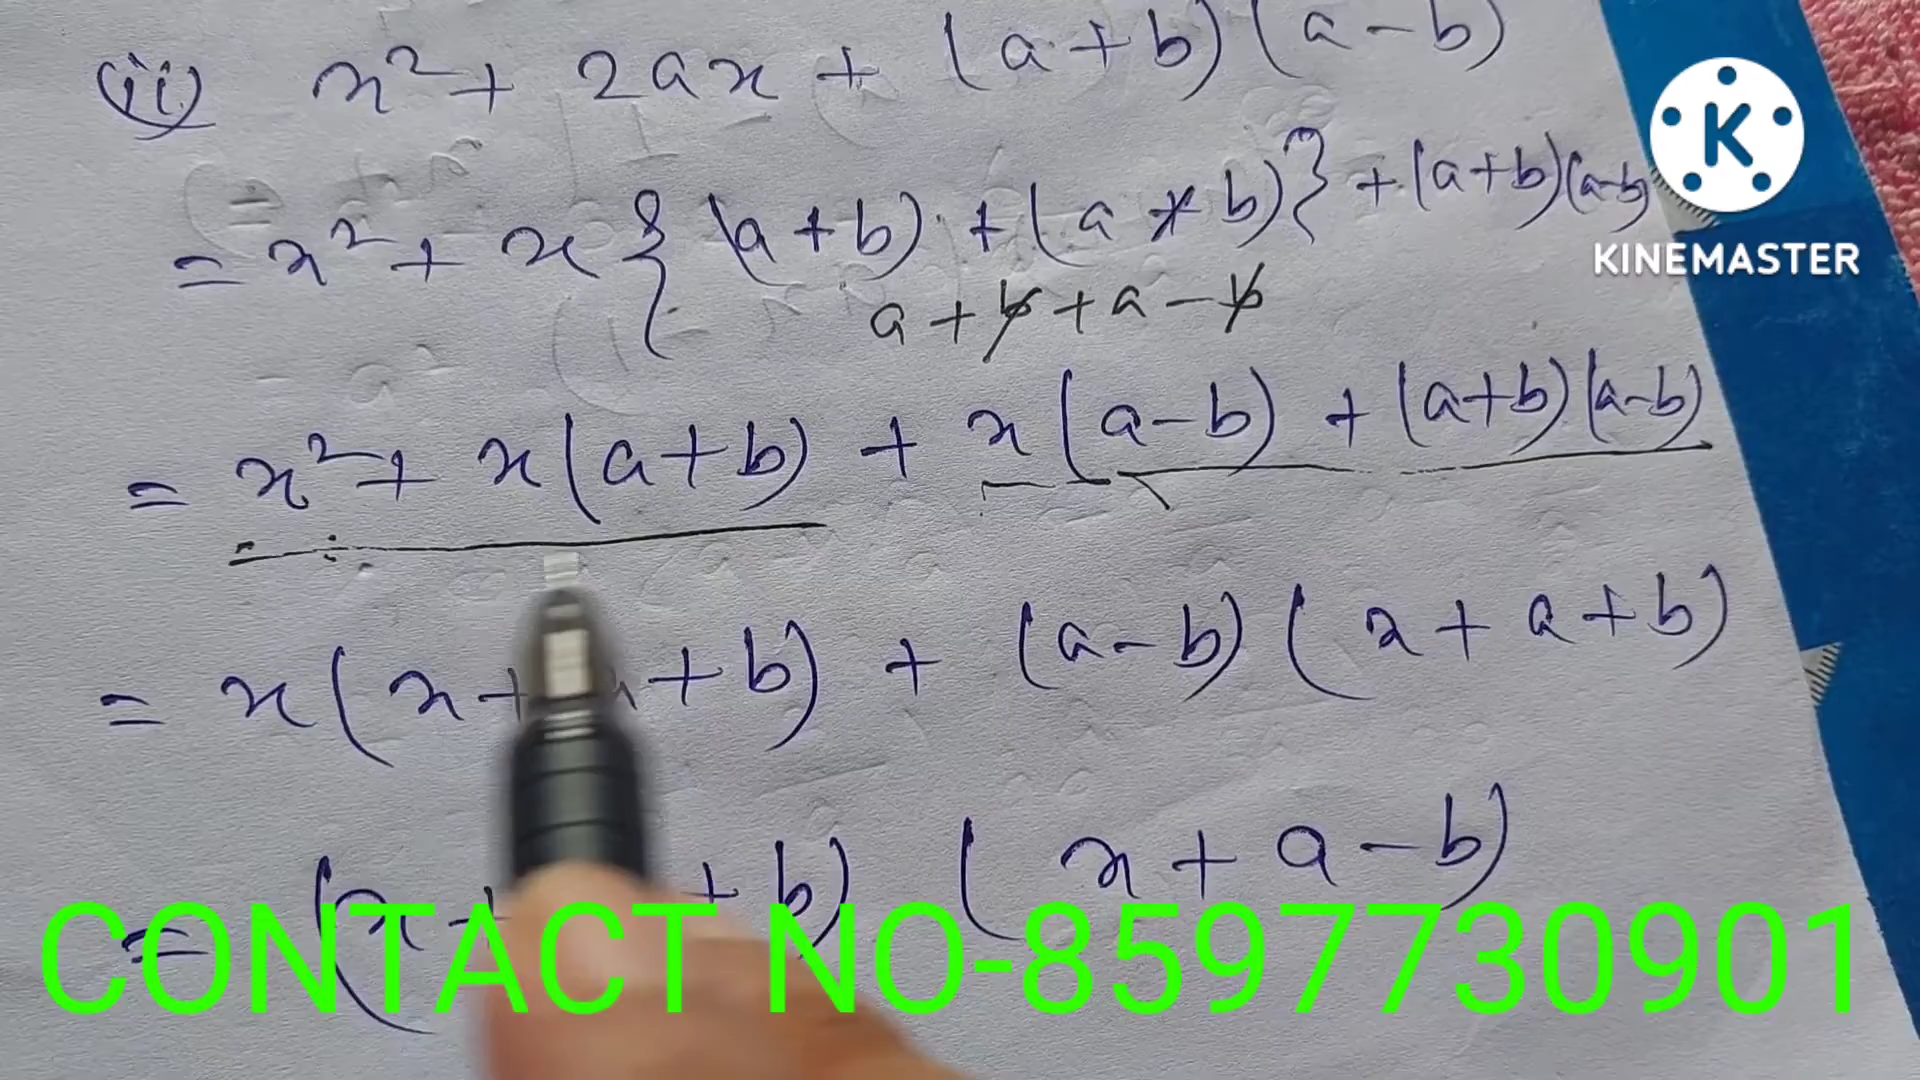 (ii) x² + 2ax + (a+b)(a-b)
= x² + x{(a+b) + (a-b)} + (a+b)(a-b)
a + b + a - b
= x² + x(a+b) + x(a-b) + (a+b)(a-b)
= x(x+ +b) + (a-b)(x+a+b)
= (x+ +b) (x+a-b)
K
KINEMASTER
CONTACT NO-8597730901